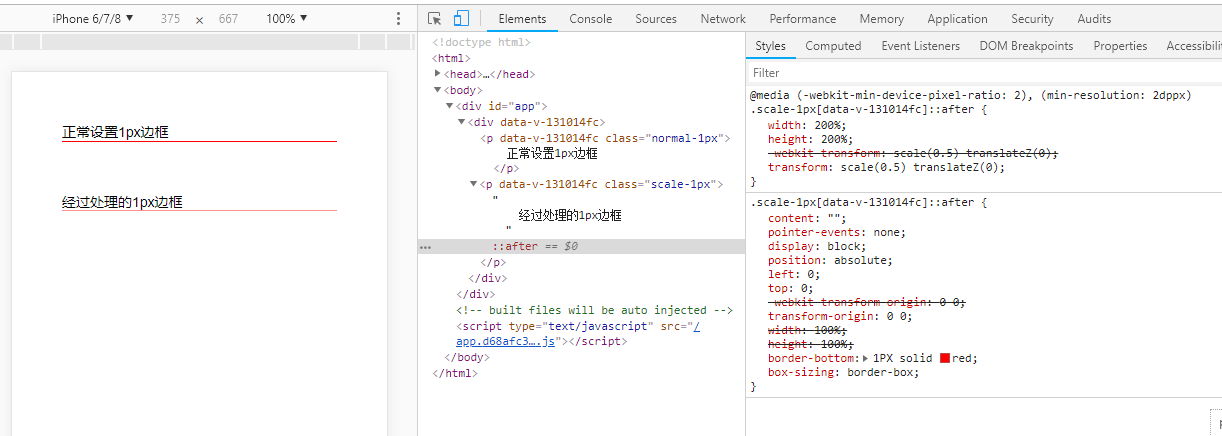 iPhone 6/7/8 ▼ 375 × 667 100% ▼
Elements Console Sources Network Performance Memory Application Security Audits
正常设置1px边框
经过处理的1px边框
<!doctype html>
<html>
▶<head>…</head>
▼<body>
▼<div id="app">
▼<div data-v-131014fc>
<p data-v-131014fc class="normal-1px">
正常设置1px边框
</p>
▼<p data-v-131014fc class="scale-1px">
"
经过处理的1px边框
"
… ::after == $0
</p>
</div>
</div>
<!-- built files will be auto injected -->
<script type="text/javascript" src="/
app.d68afc3….js"></script>
</body>
</html>
Styles Computed Event Listeners DOM Breakpoints Properties Accessibili
Filter
@media (-webkit-min-device-pixel-ratio: 2), (min-resolution: 2dppx)
.scale-1px[data-v-131014fc]::after {
width: 200%;
height: 200%;
-webkit-transform: scale(0.5) translateZ(0);
transform: scale(0.5) translateZ(0);
}
.scale-1px[data-v-131014fc]::after {
content: "";
pointer-events: none;
display: block;
position: absolute;
left: 0;
top: 0;
-webkit-transform-origin: 0 0;
transform-origin: 0 0;
width: 100%;
height: 100%;
border-bottom:▶1PX solid red;
box-sizing: border-box;
}